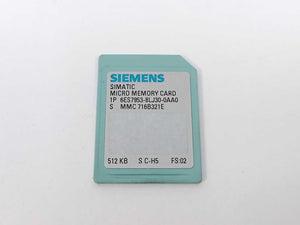 SIEMENS
SIMATIC
MICRO MEMORY CARD
1P 6ES7953-8LJ30-0AA0
S MMC 716B321E
512 KB S C-H5 FS:02